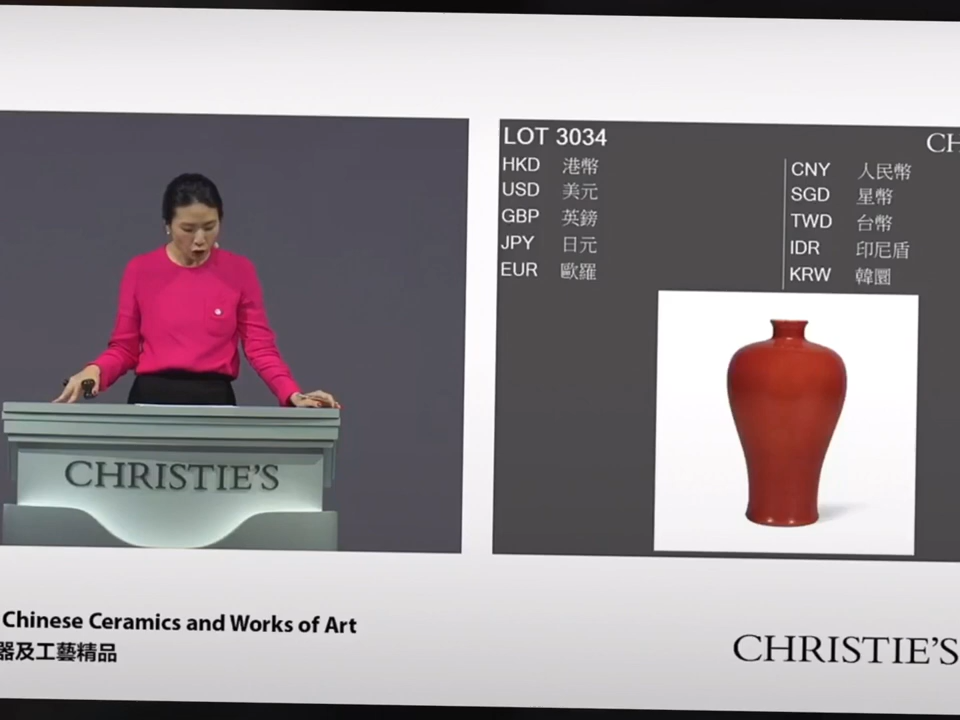 LOT 3034
CH
HKD 港幣
USD 美元
GBP 英鎊
JPY 日元
EUR 歐羅
CNY 人民幣
SGD 星幣
TWD 台幣
IDR 印尼盾
KRW 韓圜
CHRISTIE'S
Chinese Ceramics and Works of Art
器及工藝精品
CHRISTIE'S